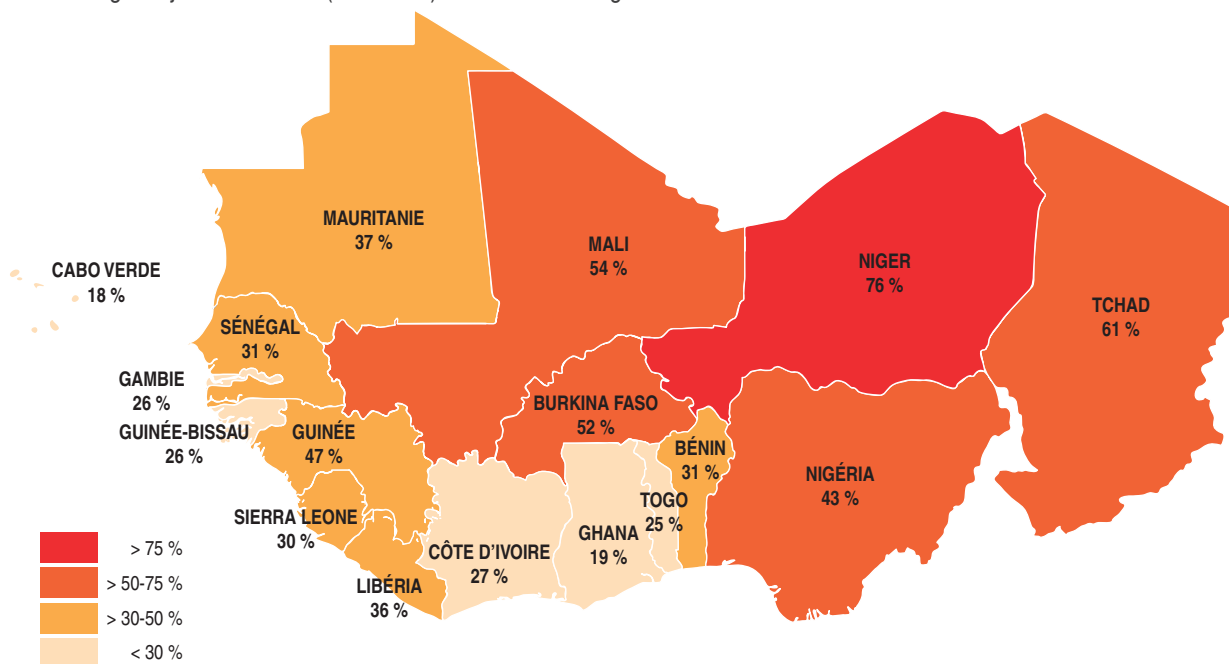 MAURITANIE
37 %
MALI
54 %
NIGER
76 %
TCHAD
61 %
CABO VERDE
18 %
SÉNÉGAL
31 %
GAMBIE
26 %
GUINÉE-BISSAU
26 %
GUINÉE
47 %
BURKINA FASO
52 %
BÉNIN
31 %
NIGÉRIA
43 %
TOGO
25 %
GHANA
19 %
SIERRA LEONE
30 %
CÔTE D'IVOIRE
27 %
LIBÉRIA
36 %
> 75 %
> 50-75 %
> 30-50 %
< 30 %